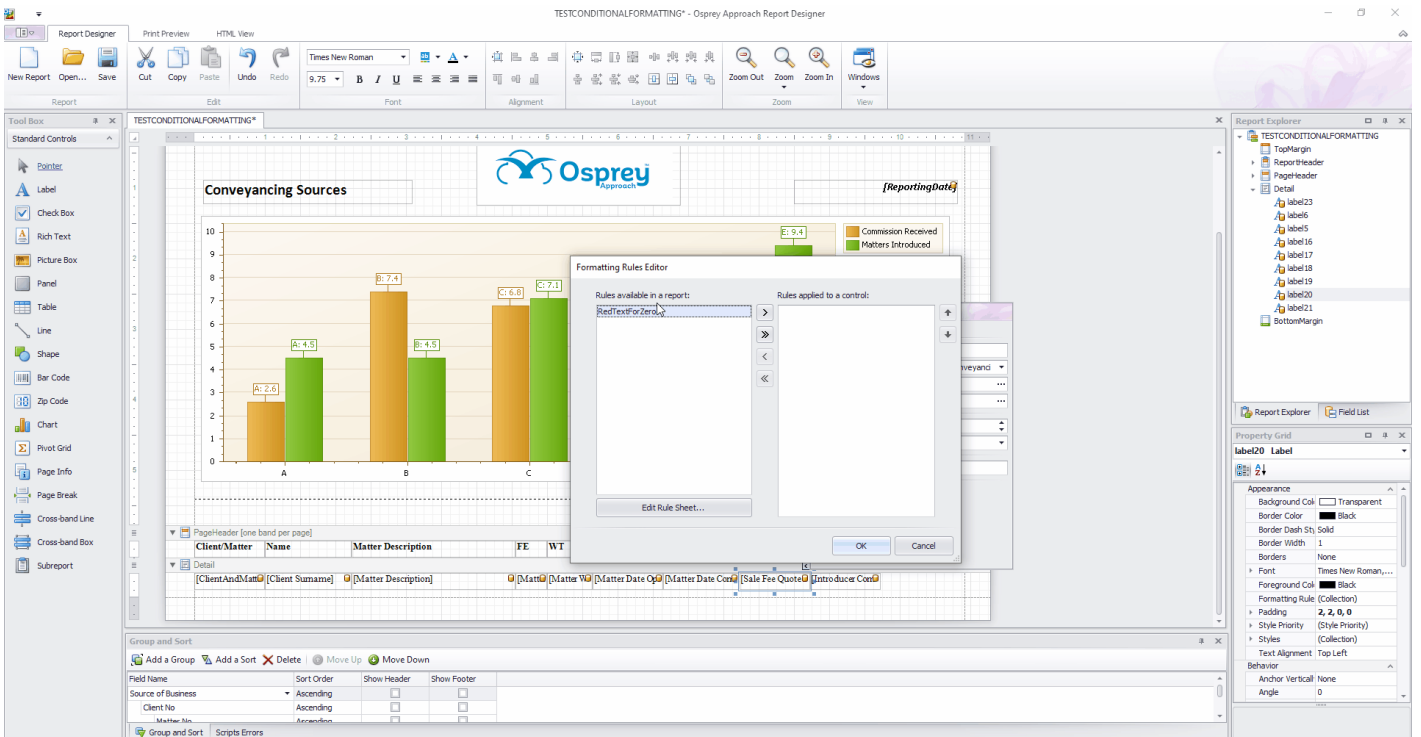 TESTCONDITIONALFORMATTING* - Osprey Approach Report Designer
Report Designer Print Preview HTML View
Times New Roman
9.75 B I U
New Report Open... Save Cut Copy Paste Undo Redo Zoom Out Zoom Zoom In Windows
Report Edit Font Alignment Layout Zoom View
Tool Box
Standard Controls
Pointer
Label
Check Box
Rich Text
Picture Box
Panel
Table
Line
Shape
Bar Code
Zip Code
Chart
Pivot Grid
Page Info
Page Break
Cross-band Line
Cross-band Box
Subreport
TESTCONDITIONALFORMATTING*
1 2 3 4 5 6 7 8 9 10 11
Osprey
Approach
Conveyancing Sources
[ReportingDate]
10
9
8
7
6
5
4
3
2
1
0
A: 2.6
A: 4.5
B: 7.4
B: 4.5
C: 6.8
C: 7.1
E: 9.4
A B C
Commission Received
Matters Introduced
Formatting Rules Editor
Rules available in a report:
RedTextForZero
Edit Rule Sheet...
Rules applied to a control:
OK Cancel
PageHeader [one band per page]
Client/Matter Name Matter Description FE WT
Detail
[Client Surname] [Matter Description] [Sale Fee Quote
Group and Sort
Add a Group Add a Sort Delete Move Up Move Down
Field Name Sort Order Show Header Show Footer
Source of Business Ascending
Client No Ascending
Matter No Ascending
Group and Sort Scripts Errors
Report Explorer
TESTCONDITIONALFORMATTING
TopMargin
ReportHeader
PageHeader
Detail
label23
label6
label5
label16
label17
label18
label19
label20
label21
BottomMargin
Report Explorer Field List
Property Grid
label20 Label
Appearance
Background Col Transparent
Border Color Black
Border Dash Sty Solid
Border Width 1
Borders None
Font Times New Roman,...
Foreground Col Black
Formatting Rule (Collection)
Padding 2, 2, 0, 0
Style Priority (Style Priority)
Styles (Collection)
Text Alignment Top Left
Behavior
Anchor Verticall None
Angle 0